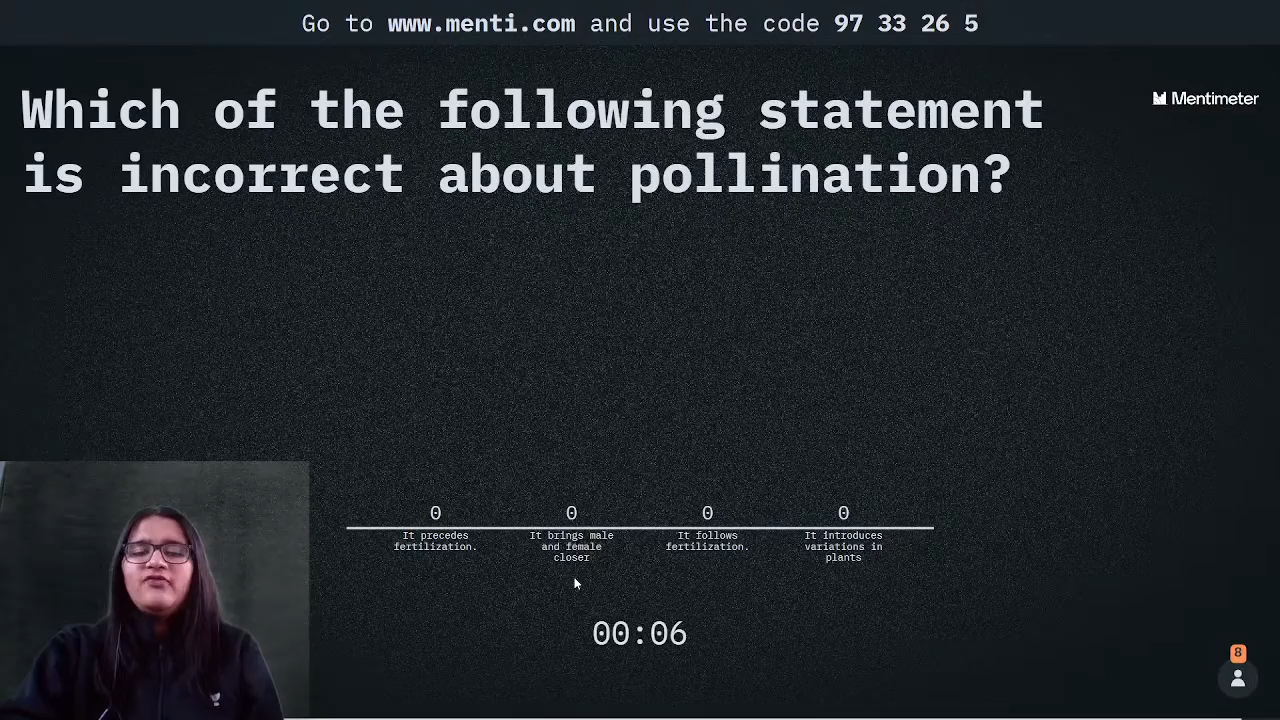 Go to www.menti.com and use the code 97 33 26 5
Which of the following statement
is incorrect about pollination?
Mentimeter
0
0
0
0
It precedes
fertilization.
It brings male
and female
closer
It follows
fertilization.
It introduces
variations in
plants
00:06
8